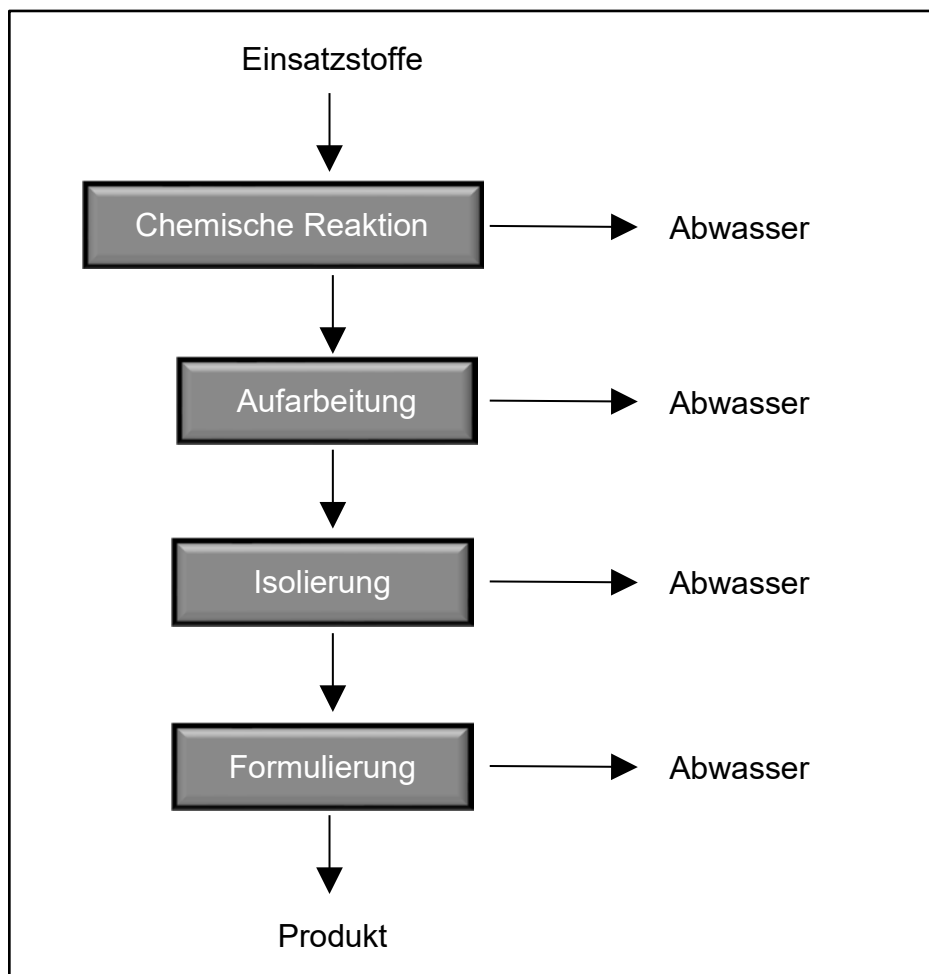 Einsatzstoffe
Chemische Reaktion
Abwasser
Aufarbeitung
Abwasser
Isolierung
Abwasser
Formulierung
Abwasser
Produkt